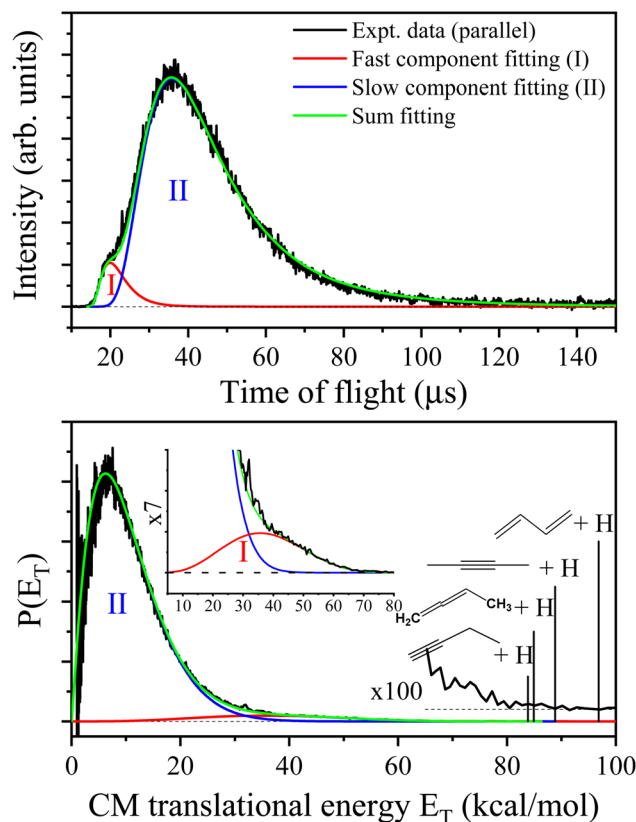 Expt. data (parallel)
Fast component fitting (I)
Slow component fitting (II)
Sum fitting
Intensity (arb. units)
II
I
20 40 60 80 100 120 140
Time of flight (μs)
P(E_T)
II
x7
I
10 20 30 40 50 60 70 80
+ H
+ H
H₂C CH₃ + H
+ H
x100
0 20 40 60 80 100
CM translational energy E_T (kcal/mol)